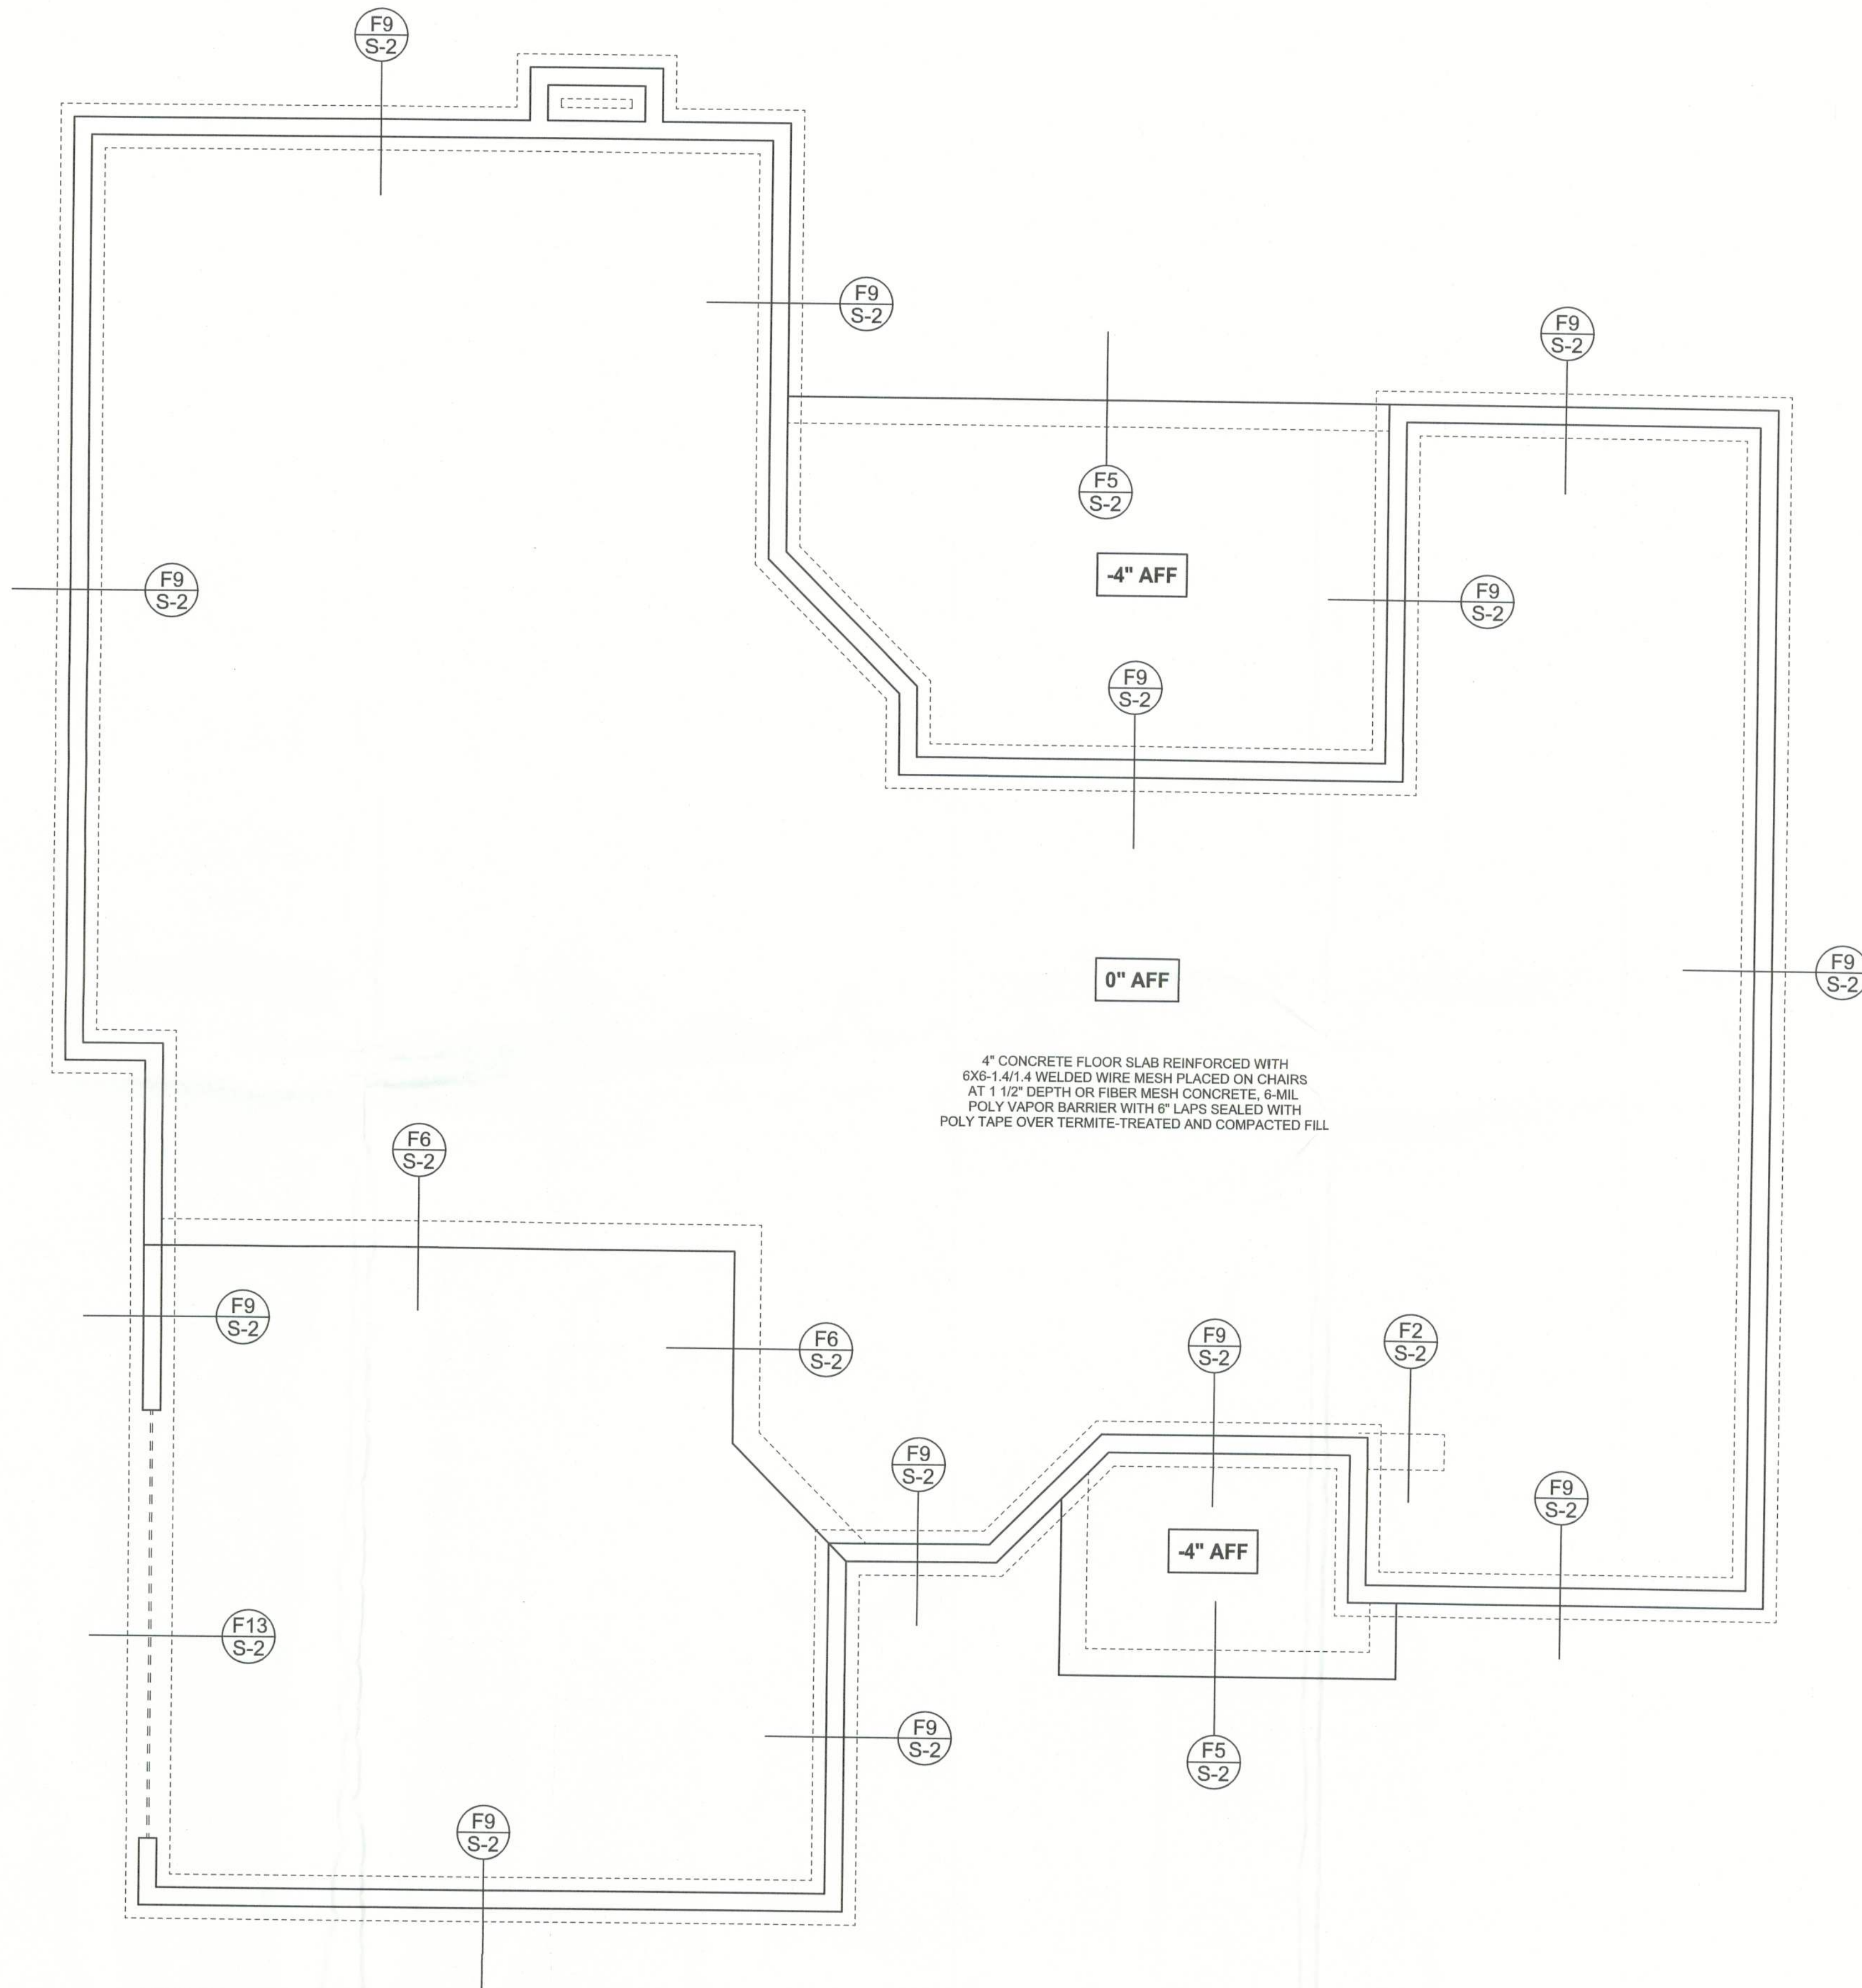 F9
S-2
F9
S-2
F9
S-2
F5
S-2
-4" AFF
F9
S-2
F9
S-2
F9
S-2
0" AFF
F9
S-2
4" CONCRETE FLOOR SLAB REINFORCED WITH
6X6-1.4/1.4 WELDED WIRE MESH PLACED ON CHAIRS
AT 1 1/2" DEPTH OR FIBER MESH CONCRETE, 6-MIL
POLY VAPOR BARRIER WITH 6" LAPS SEALED WITH
POLY TAPE OVER TERMITE-TREATED AND COMPACTED FILL
F6
S-2
F9
S-2
F6
S-2
F9
S-2
F2
S-2
F9
S-2
F9
S-2
-4" AFF
F13
S-2
F9
S-2
F5
S-2
F9
S-2